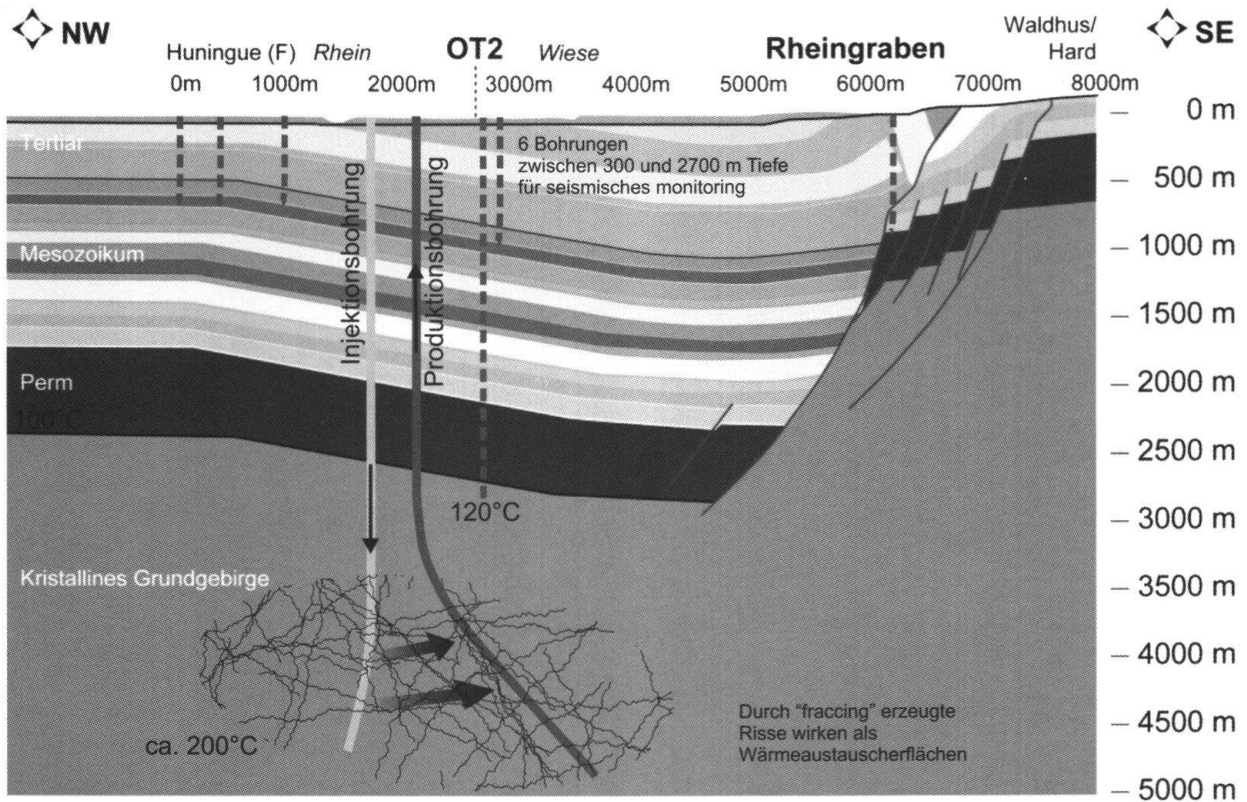 NW
Huningue (F)
Rhein
OT2
Wiese
Rheingraben
Waldhus/
Hard
SE
0m 1000m 2000m 3000m 4000m 5000m 6000m 7000m 8000m
0 m
Tertiär
6 Bohrungen
zwischen 300 und 2700 m Tiefe
für seismisches monitoring
500 m
1000 m
Mesozoikum
Injektionsbohrung
Produktionsbohrung
1500 m
2000 m
Perm
100°C
2500 m
120°C
3000 m
Kristallines Grundgebirge
3500 m
4000 m
ca. 200°C
Durch "fraccing" erzeugte
Risse wirken als
Wärmeaustauscherflächen
4500 m
5000 m